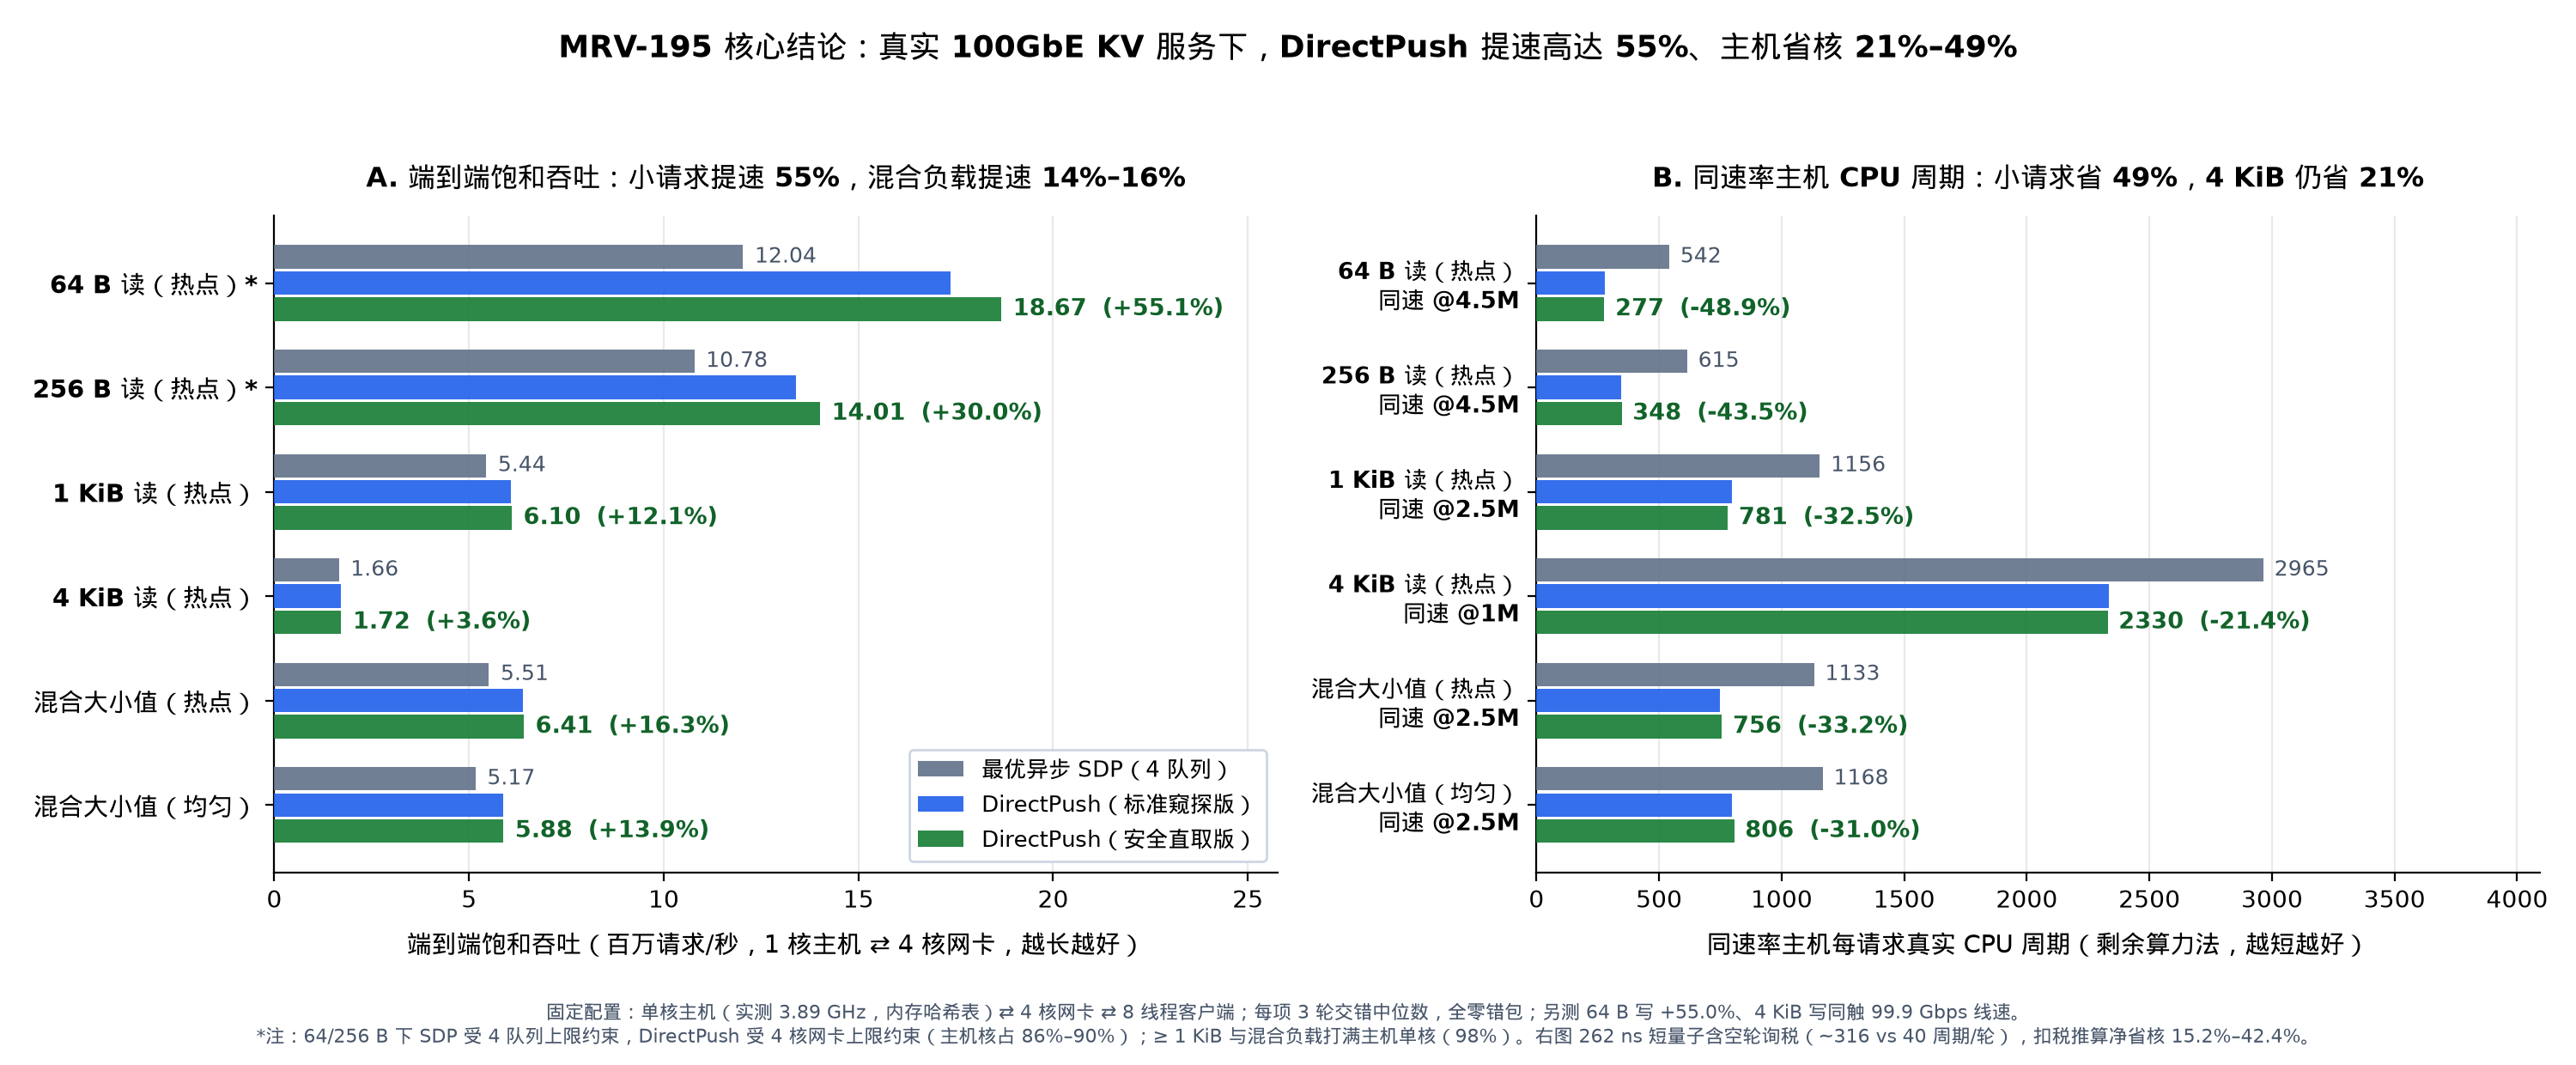 MRV-195 核心结论：真实 100GbE KV 服务下，DirectPush 提速高达 55%、主机省核 21%–49%
A. 端到端饱和吞吐：小请求提速 55%，混合负载提速 14%–16%
64 B 读（热点）*
12.04
18.67 (+55.1%)
256 B 读（热点）*
10.78
14.01 (+30.0%)
1 KiB 读（热点）
5.44
6.10 (+12.1%)
4 KiB 读（热点）
1.66
1.72 (+3.6%)
混合大小值（热点）
5.51
6.41 (+16.3%)
混合大小值（均匀）
5.17
5.88 (+13.9%)
最优异步 SDP（4 队列）
DirectPush（标准窥探版）
DirectPush（安全直取版）
0 5 10 15 20 25
端到端饱和吞吐（百万请求/秒，1 核主机 ⇄ 4 核网卡，越长越好）
B. 同速率主机 CPU 周期：小请求省 49%，4 KiB 仍省 21%
64 B 读（热点）
同速 @4.5M
542
277 (-48.9%)
256 B 读（热点）
同速 @4.5M
615
348 (-43.5%)
1 KiB 读（热点）
同速 @2.5M
1156
781 (-32.5%)
4 KiB 读（热点）
同速 @1M
2965
2330 (-21.4%)
混合大小值（热点）
同速 @2.5M
1133
756 (-33.2%)
混合大小值（均匀）
同速 @2.5M
1168
806 (-31.0%)
0 500 1000 1500 2000 2500 3000 3500 4000
同速率主机每请求真实 CPU 周期（剩余算力法，越短越好）
固定配置：单核主机（实测 3.89 GHz，内存哈希表）⇄ 4 核网卡 ⇄ 8 线程客户端；每项 3 轮交错中位数，全零错包；另测 64 B 写 +55.0%、4 KiB 写同触 99.9 Gbps 线速。
*注：64/256 B 下 SDP 受 4 队列上限约束，DirectPush 受 4 核网卡上限约束（主机核占 86%–90%）；≥ 1 KiB 与混合负载打满主机单核（98%）。右图 262 ns 短量子含空轮询税（~316 vs 40 周期/轮），扣税推算净省核 15.2%–42.4%。